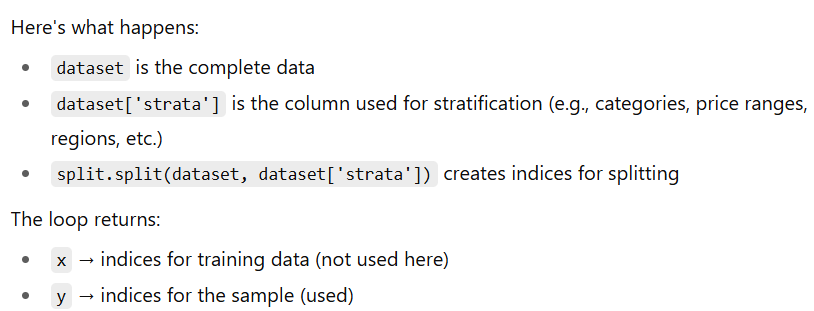 Here's what happens:
• dataset is the complete data
• dataset['strata'] is the column used for stratification (e.g., categories, price ranges,
regions, etc.)
• split.split(dataset, dataset['strata']) creates indices for splitting
The loop returns:
• x → indices for training data (not used here)
• y → indices for the sample (used)